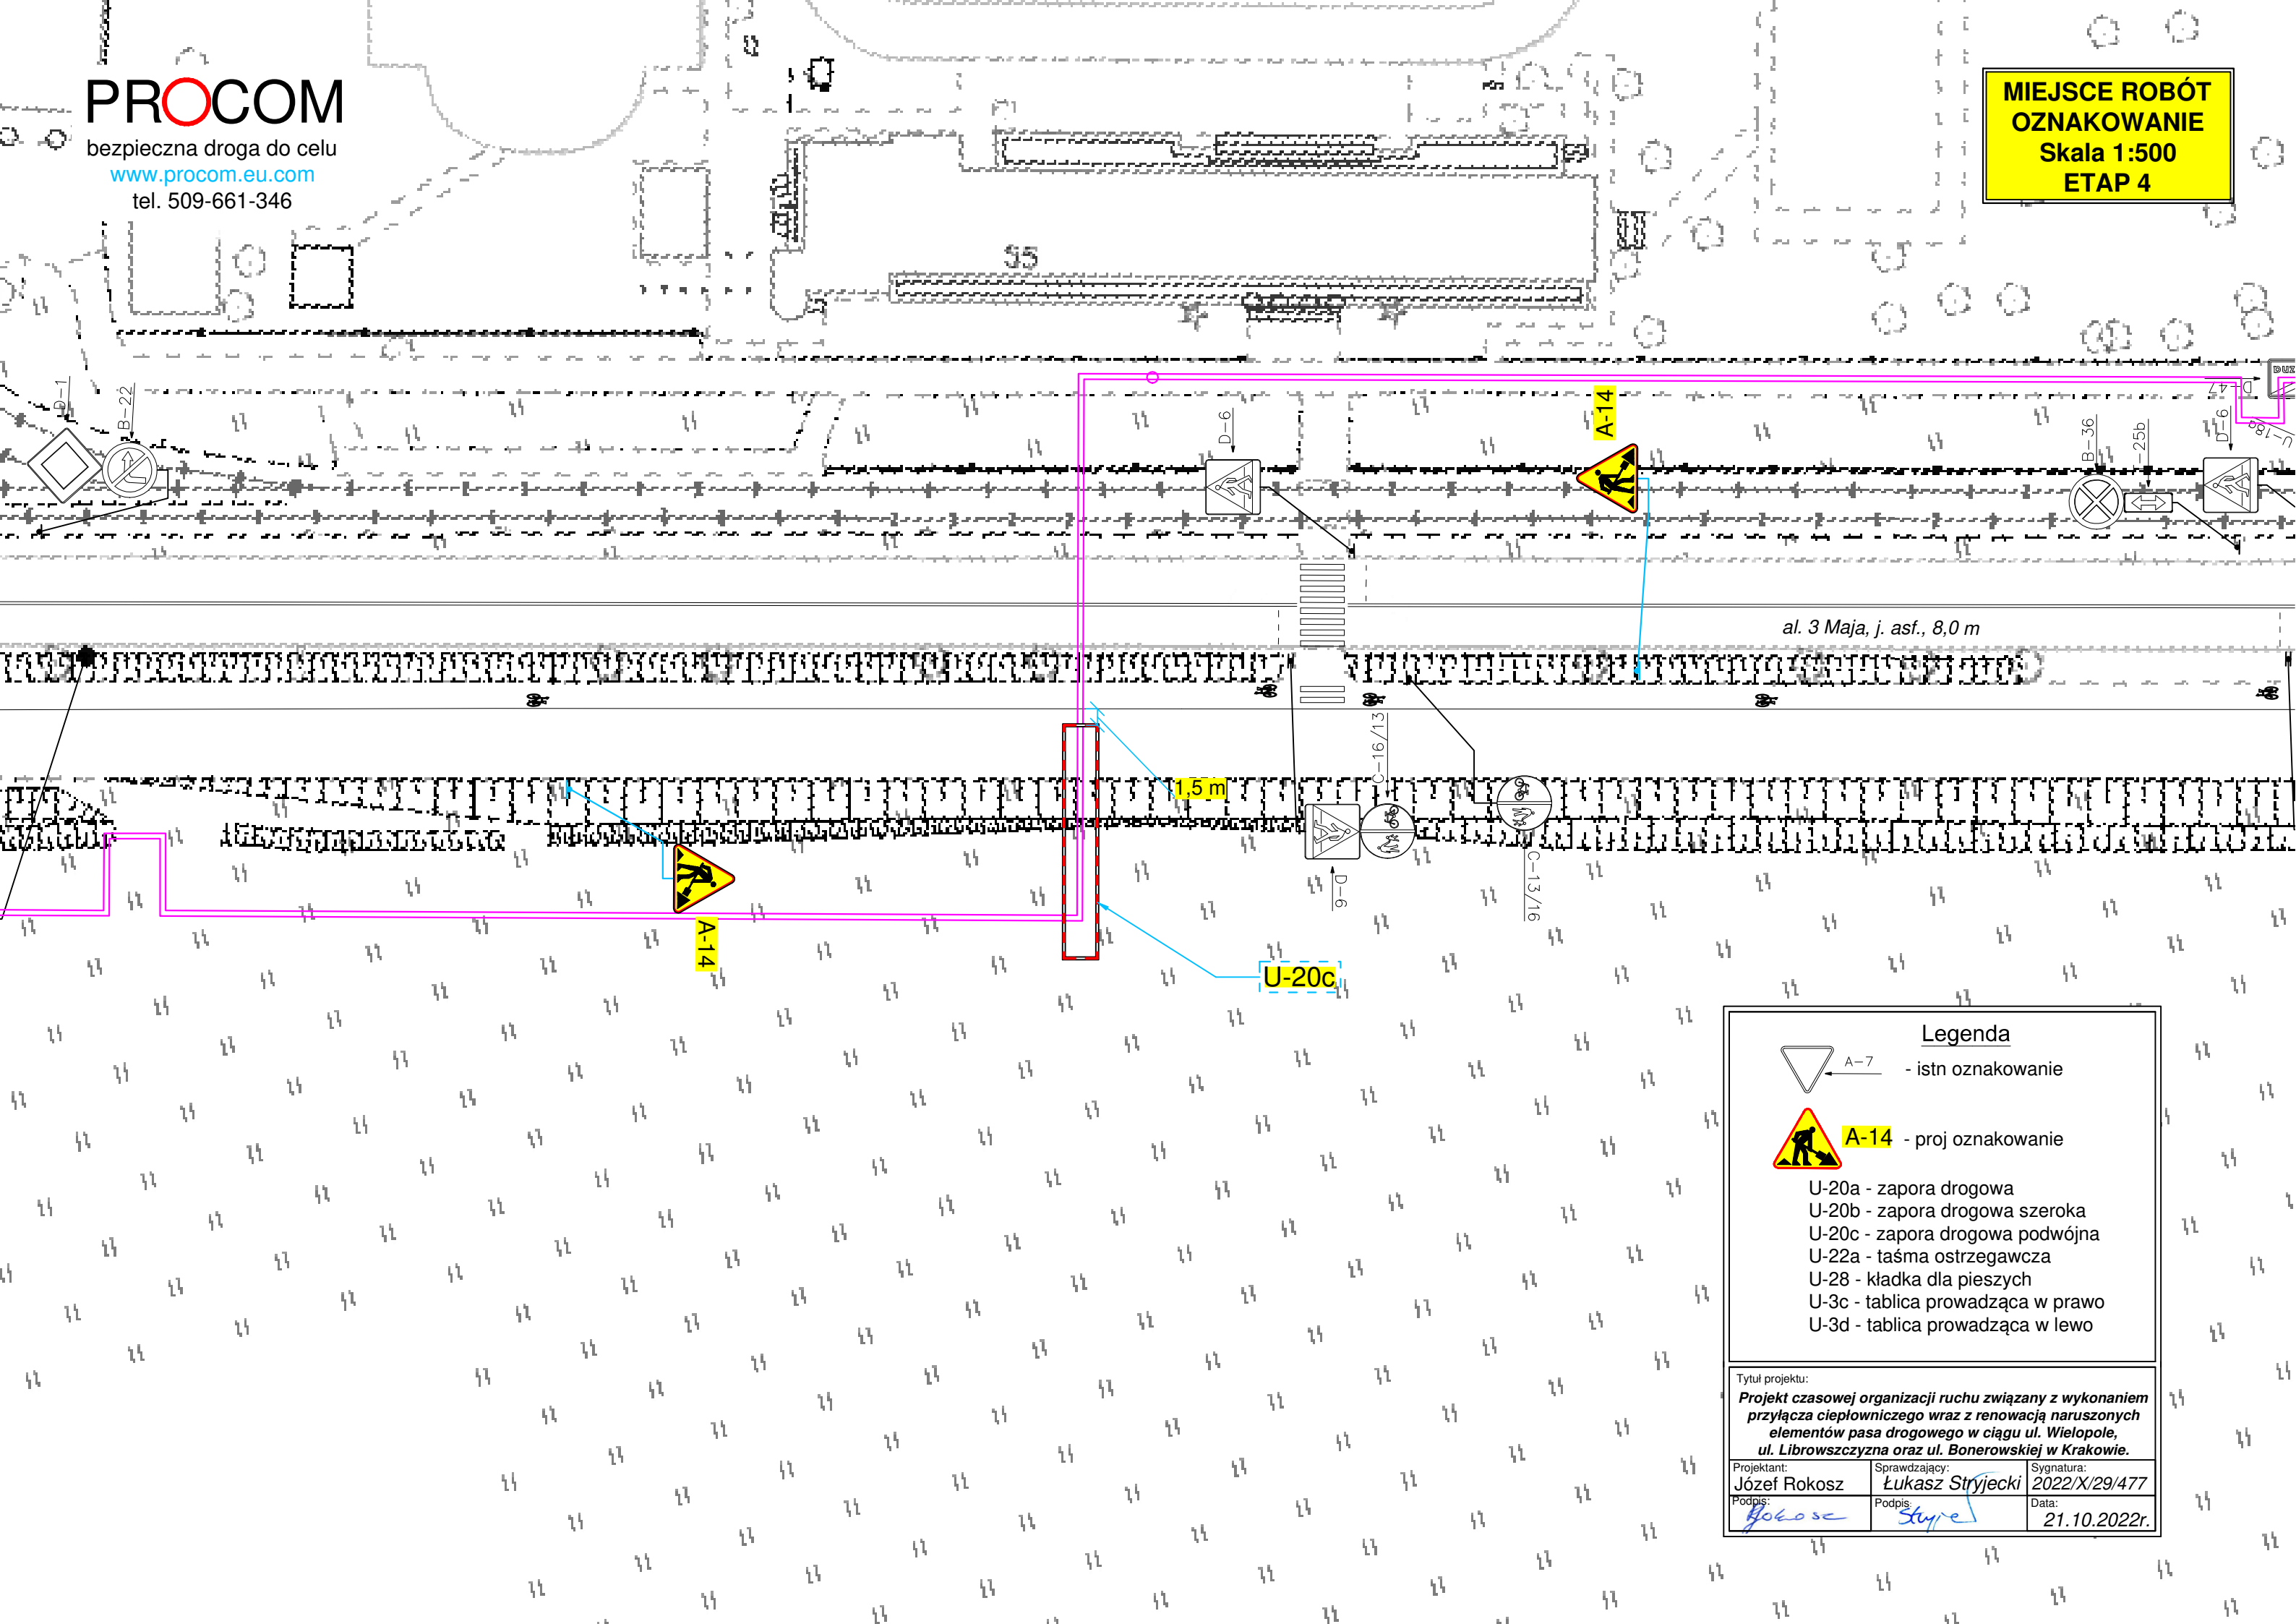 PROCOM
bezpieczna droga do celu
www.procom.eu.com
tel. 509-661-346
MIEJSCE ROBÓT
OZNAKOWANIE
Skala 1:500
ETAP 4
D-1
B-22
D-6
A-14
B-36
D-6
D-47
al. 3 Maja, j. asf., 8,0 m
1,5 m
C-16/13
D-6
C-13/16
A-14
U-20c
Legenda
A-7 - istn oznakowanie
A-14 - proj oznakowanie
U-20a - zapora drogowa
U-20b - zapora drogowa szeroka
U-20c - zapora drogowa podwójna
U-22a - taśma ostrzegawcza
U-28 - kładka dla pieszych
U-3c - tablica prowadząca w prawo
U-3d - tablica prowadząca w lewo
Tytuł projektu:
Projekt czasowej organizacji ruchu związany z wykonaniem
przyłącza ciepłowniczego wraz z renowacją naruszonych
elementów pasa drogowego w ciągu ul. Wielopole,
ul. Librowszczyzna oraz ul. Bonerowskiej w Krakowie.
Projektant: Sprawdzający: Sygnatura:
Józef Rokosz Łukasz Stryjecki 2022/X/29/477
Podpis: Podpis: Data:
21.10.2022r.